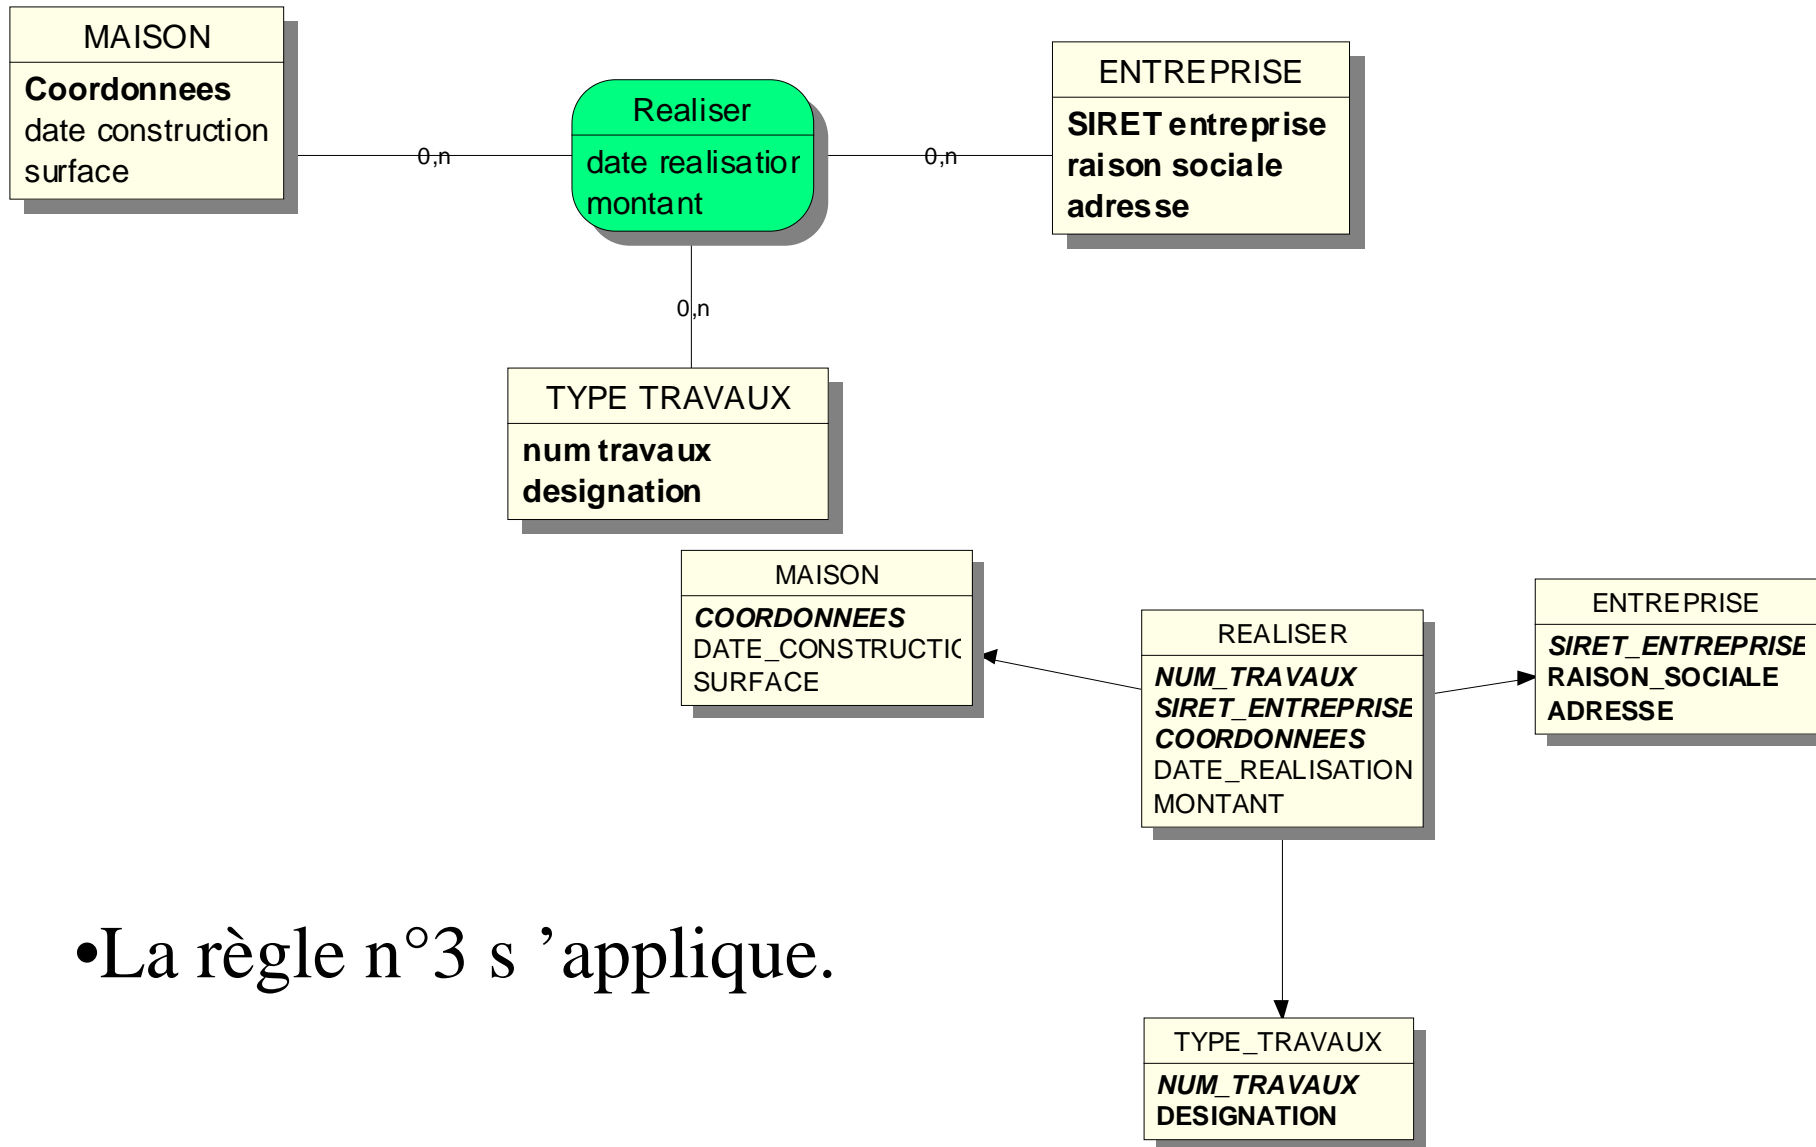 MAISON
Coordonnees
date construction
surface
0,n
Realiser
date realisation
montant
0,n
ENTREPRISE
SIRET entreprise
raison sociale
adresse
0,n
TYPE TRAVAUX
num travaux
designation
MAISON
COORDONNEES
DATE_CONSTRUCTIC
SURFACE
REALISER
NUM_TRAVAUX
SIRET_ENTREPRISE
COORDONNEES
DATE_REALISATION
MONTANT
ENTREPRISE
SIRET_ENTREPRISE
RAISON_SOCIALE
ADRESSE
•La règle n°3 s ’applique.
TYPE_TRAVAUX
NUM_TRAVAUX
DESIGNATION